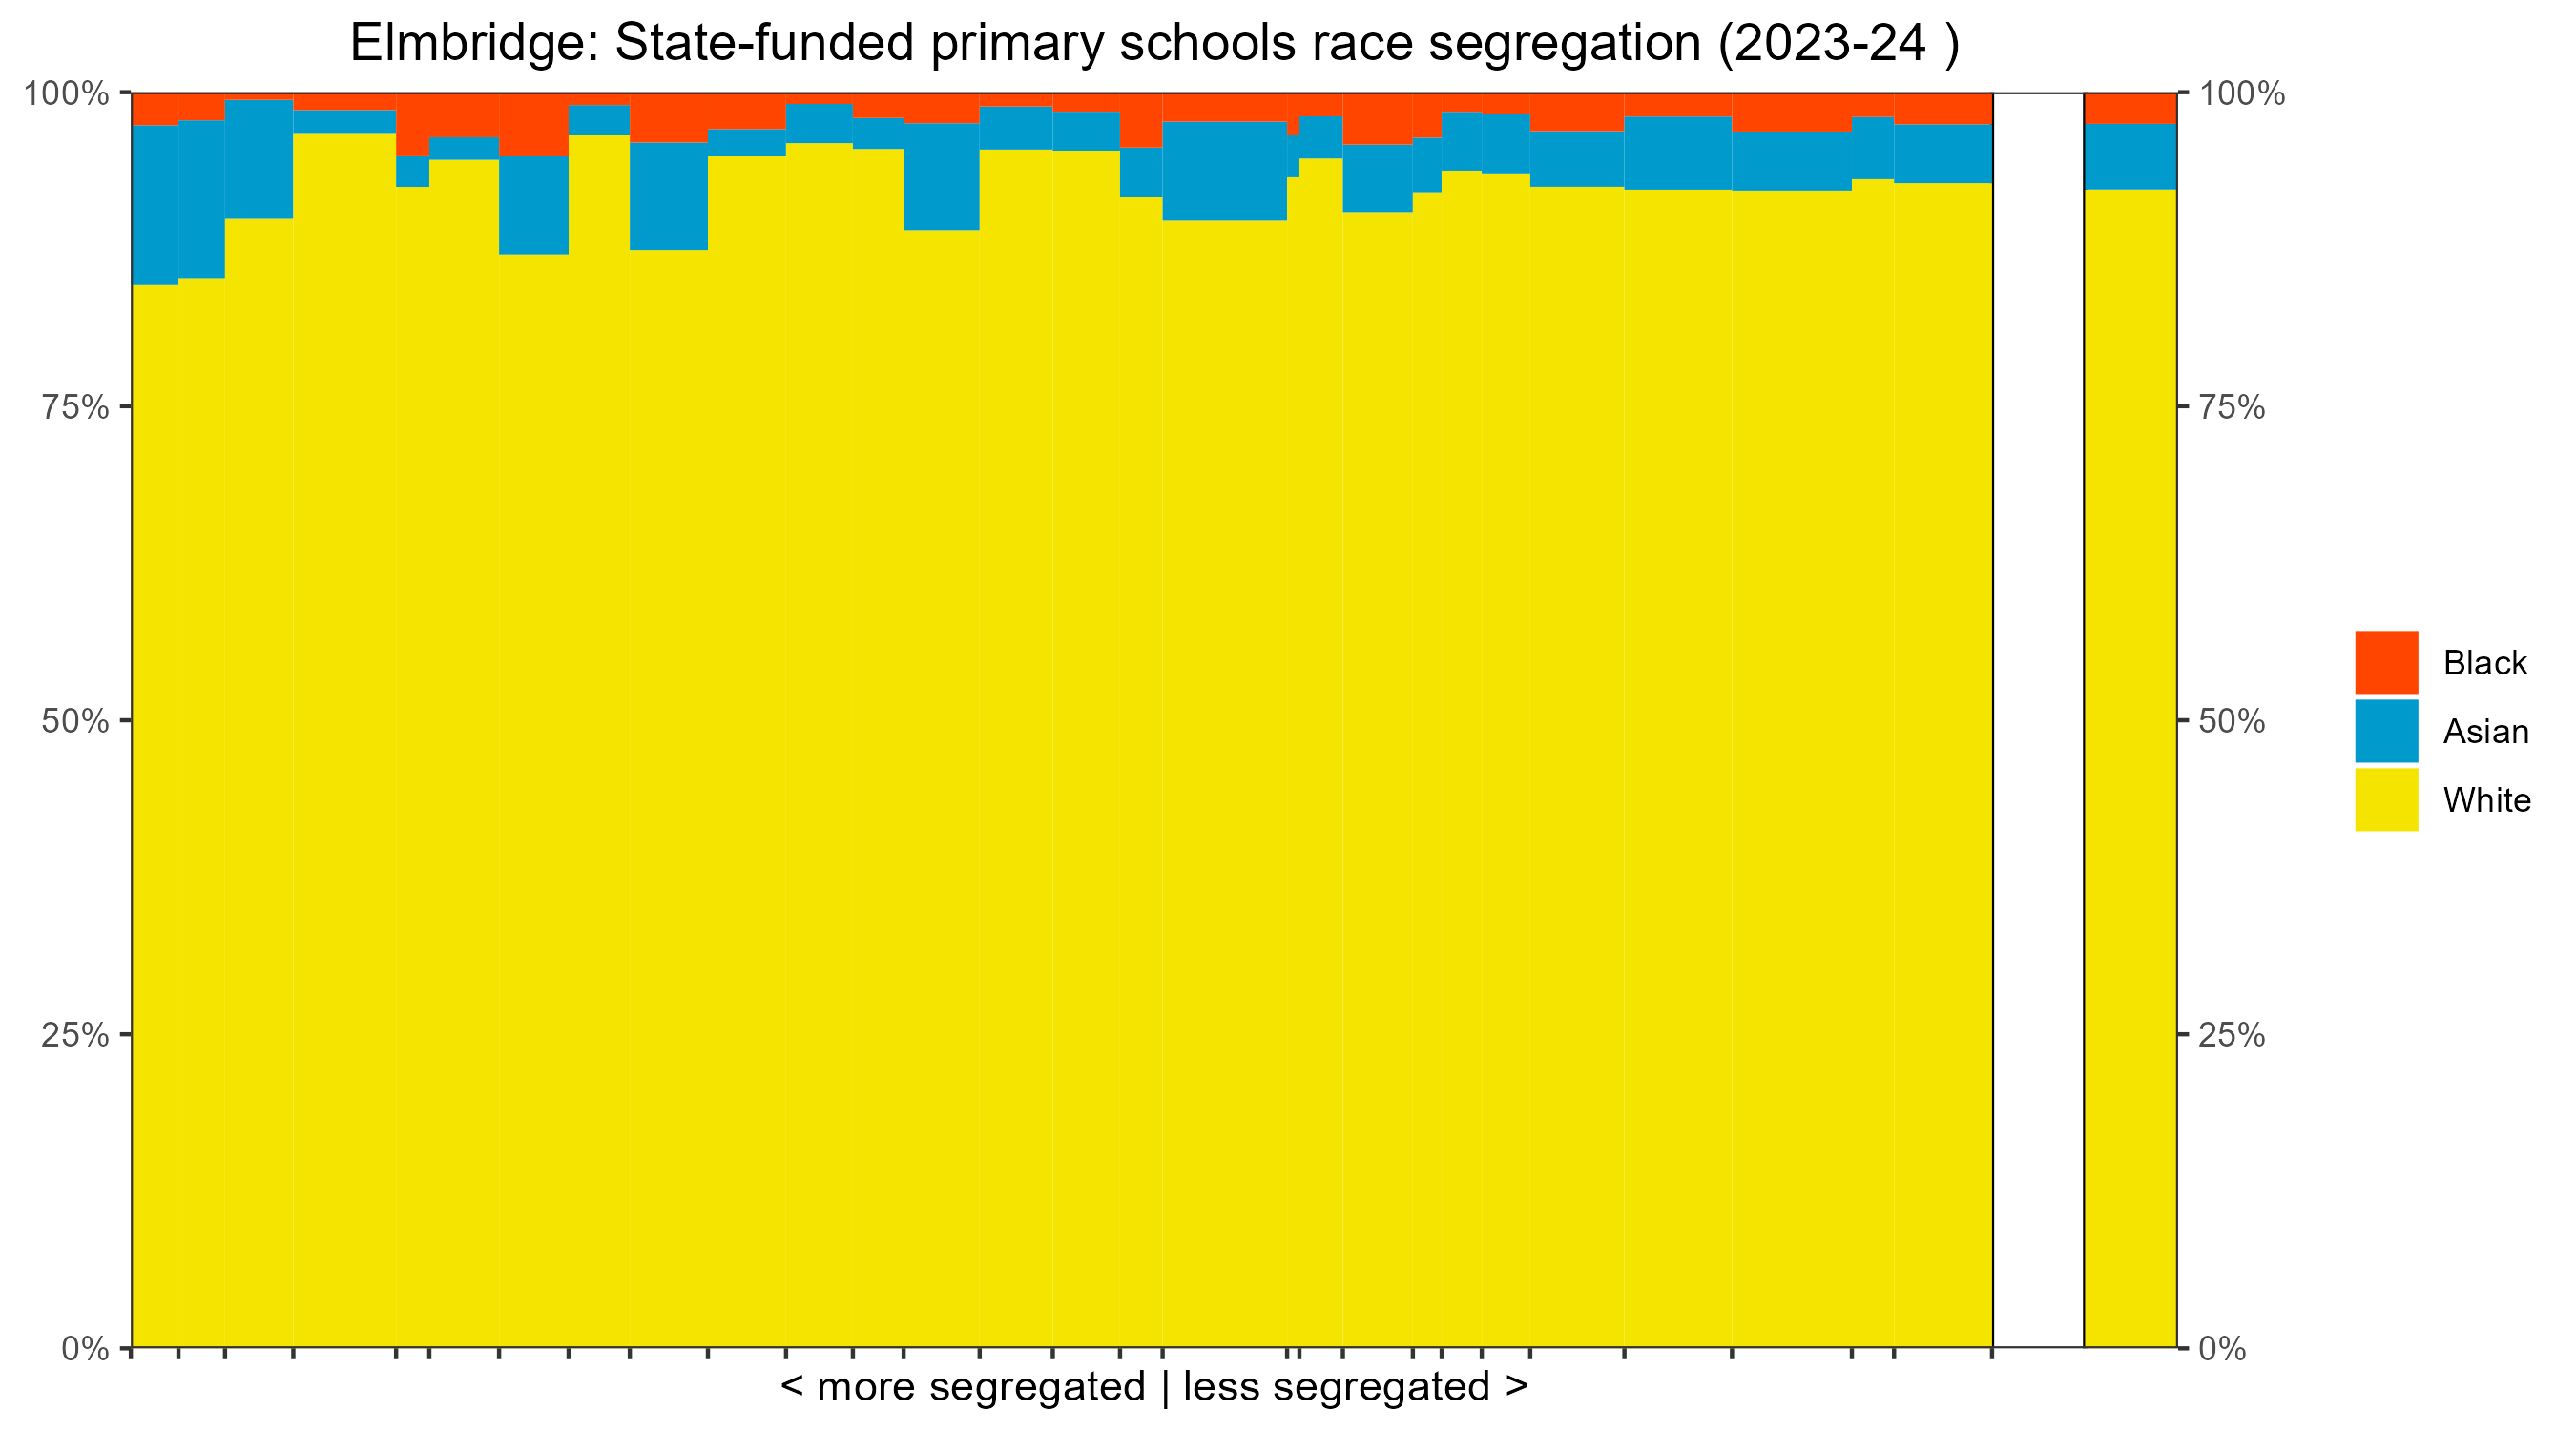 Elmbridge: State-funded primary schools race segregation (2023-24 )
100%
75%
50%
25%
0%
100%
75%
50%
25%
0%
Black
Asian
White
< more segregated | less segregated >